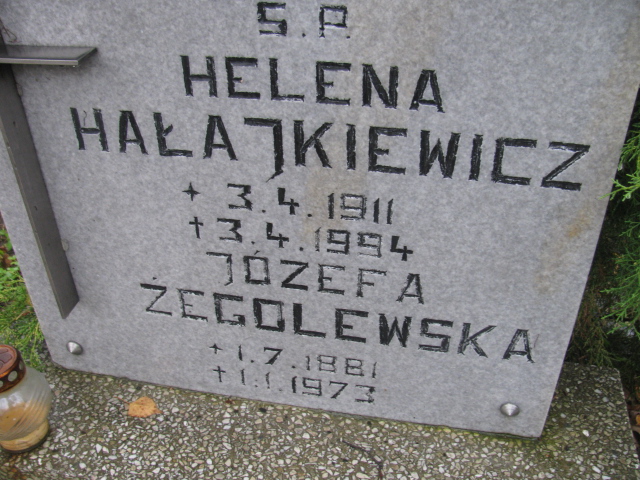 S.P.
HELENA
HAŁAJKIEWICZ
+ 3.4.1911
+ 3.4.1994
JÓZEFA
ŻEGOLEWSKA
+ 1.7.1881
+ 1.1.1973